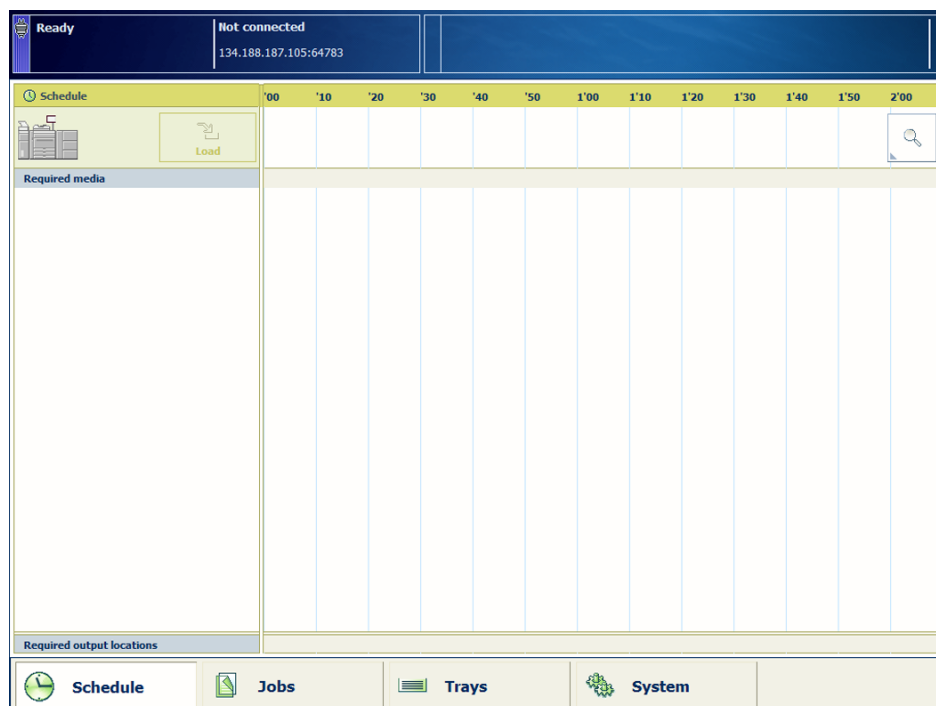 Ready
Not connected
134.188.187.105:64783
Schedule
'00 '10 '20 '30 '40 '50 1'00 1'10 1'20 1'30 1'40 1'50 2'00
Load
Required media
Required output locations
Schedule Jobs Trays System